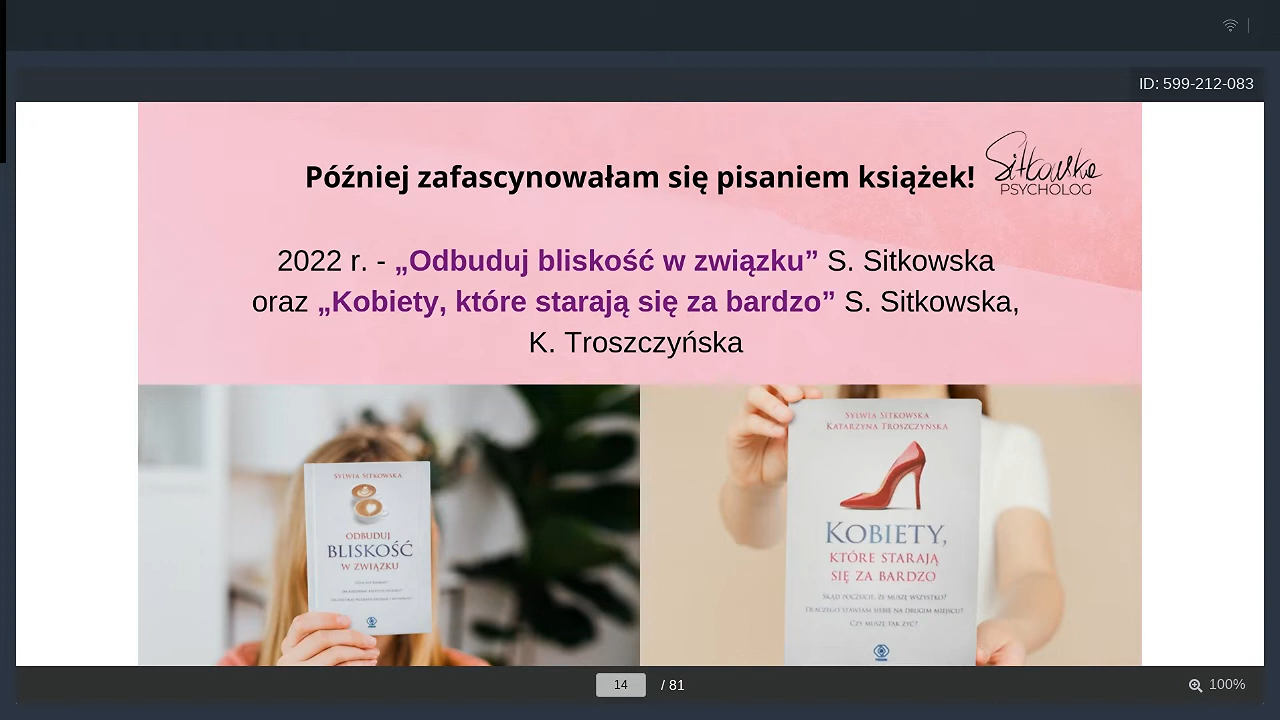 ID: 599-212-083
Później zafascynowałam się pisaniem książek!
Sitkowska
PSYCHOLOG
2022 r. - „Odbuduj bliskość w związku” S. Sitkowska
oraz „Kobiety, które starają się za bardzo” S. Sitkowska,
K. Troszczyńska
SYLWIA SITKOWSKA
ODBUDUJ
BLISKOŚĆ
W ZWIĄZKU
SYLWIA SITKOWSKA
KATARZYNA TROSZCZYŃSKA
KOBIETY,
KTÓRE STARAJĄ
SIĘ ZA BARDZO
SKĄD POCZUCIE, ŻE MUSZĘ WSZYSTKO?
DLACZEGO STAWIAM SIEBIE NA DRUGIM MIEJSCU?
CZY MUSZĘ TAK ŻYĆ?
14 / 81
100%